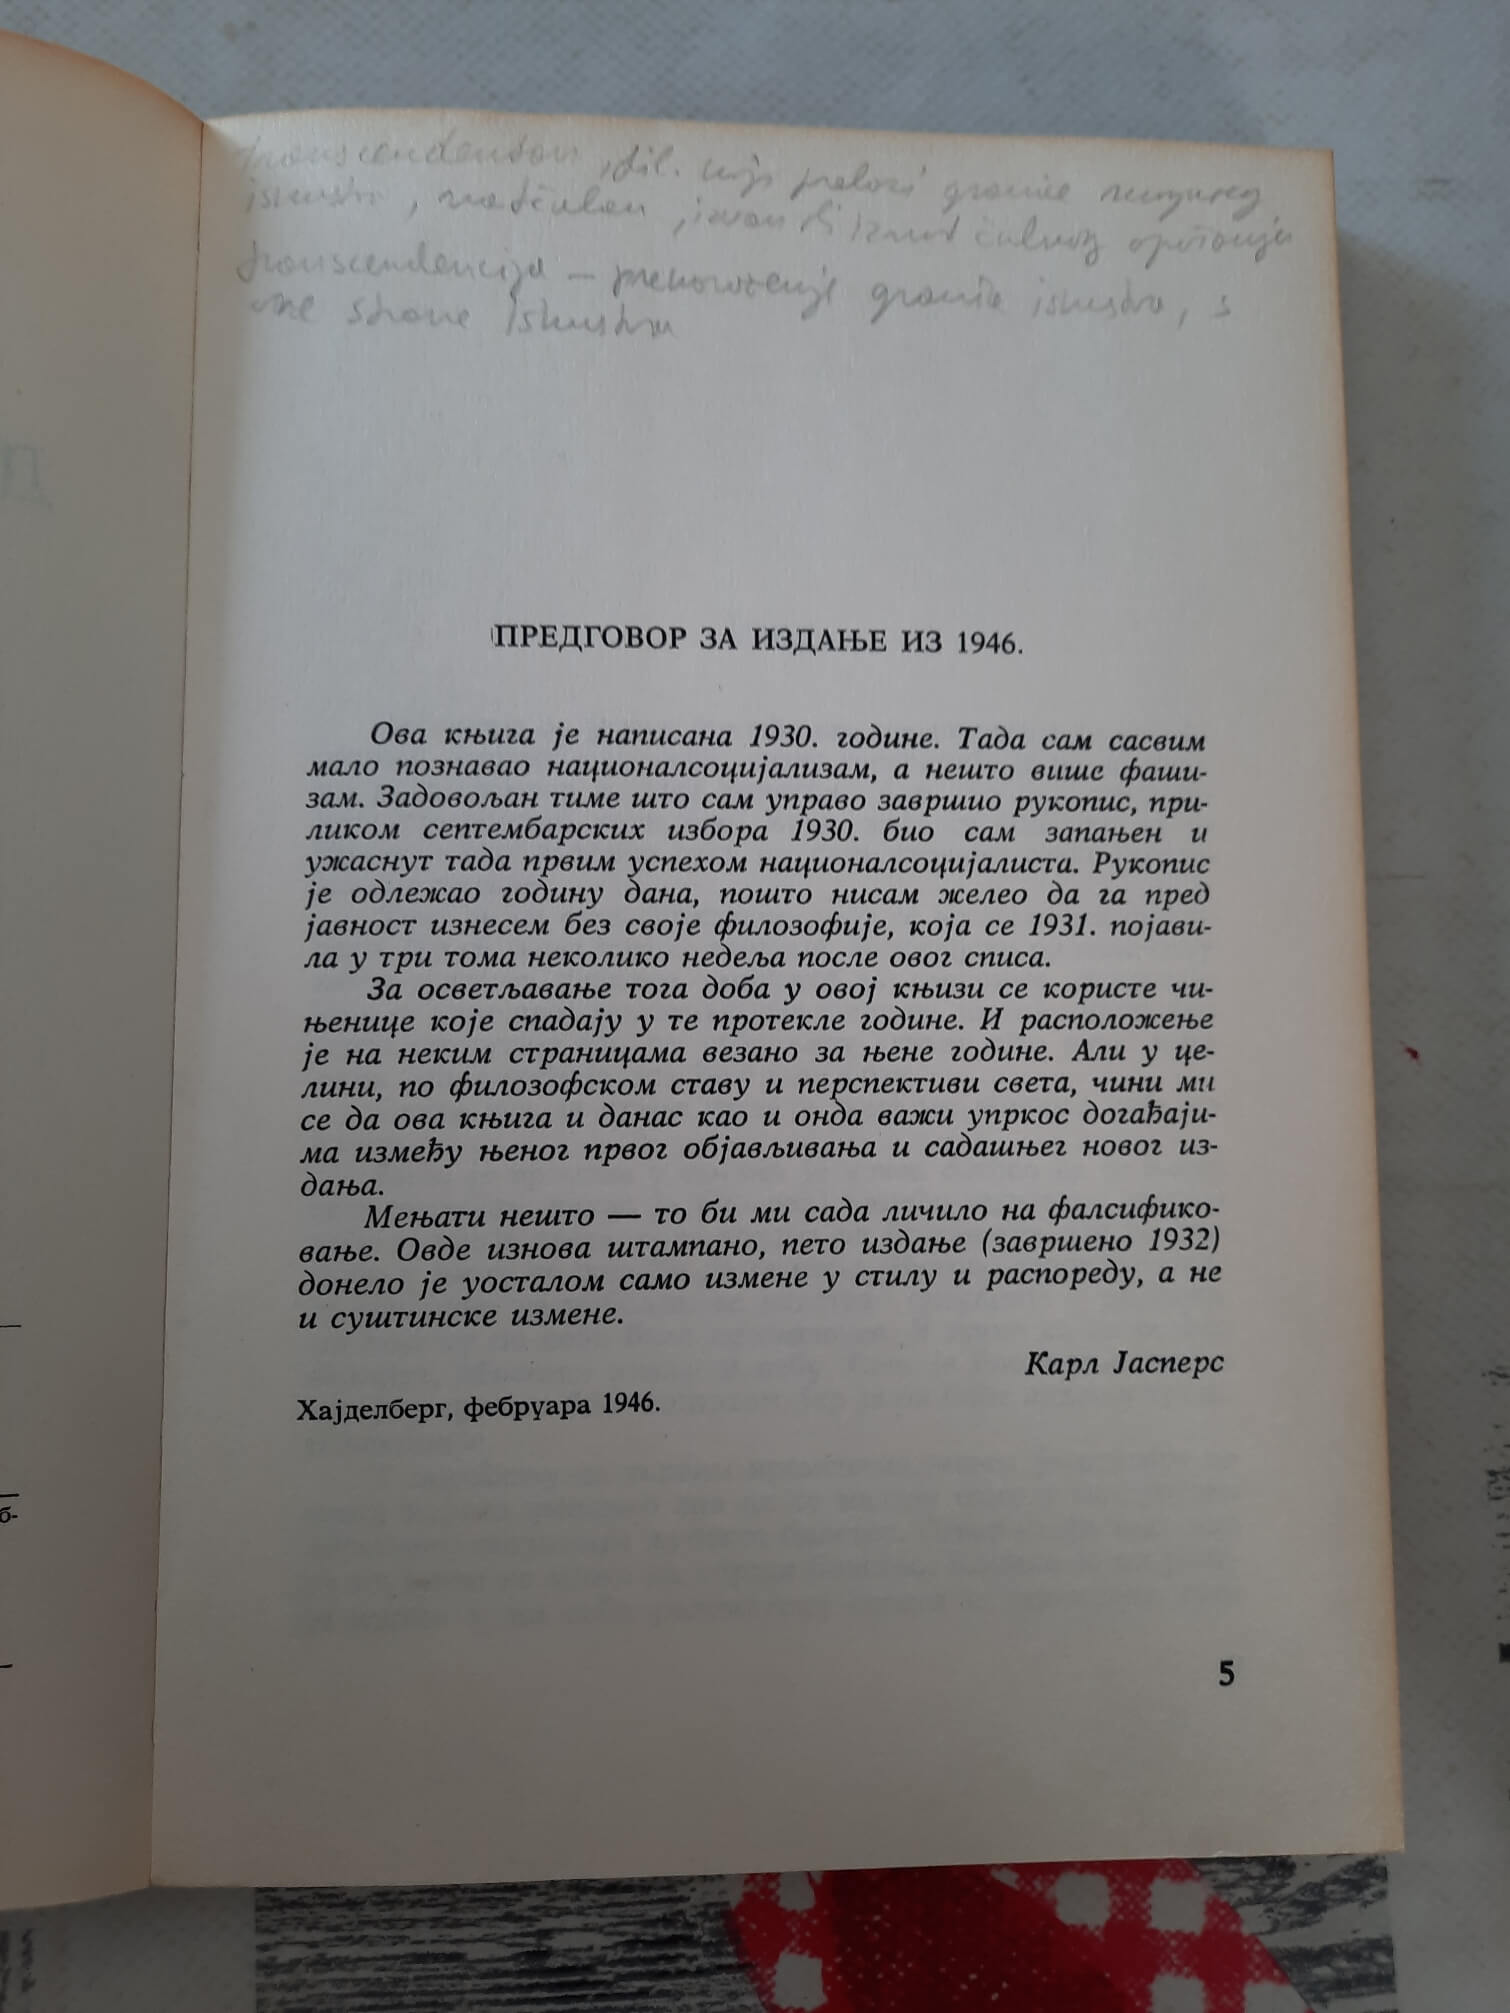 transcendentan, fil. koji prelazi granice mogućeg
iskustva, natčulan, izvan ili iznad čulnog opažanja
transcendencija — prekoračenje granica iskustva, s
one strane iskustva
ПРЕДГОВОР ЗА ИЗДАЊЕ ИЗ 1946.
Ова књига је написана 1930. године. Тада сам сасвим
мало познавао националсоцијализам, а нешто више фаши-
зам. Задовољан тиме што сам управо завршио рукопис, при-
ликом септембарских избора 1930. био сам запањен и
ужаснут тада првим успехом националсоцијалиста. Рукопис
је одлежао годину дана, пошто нисам желео да га пред
јавност изнесем без своје филозофије, која се 1931. појави-
ла у три тома неколико недеља после овог списа.
За осветљавање тога доба у овој књизи се користе чи-
њенице које спадају у те протекле године. И расположење
је на неким страницама везано за њене године. Али у це-
лини, по филозофском ставу и перспективи света, чини ми
се да ова књига и данас као и онда важи упркос догађаји-
ма између њеног првог објављивања и садашњег новог из-
дања.
Мењати нешто — то би ми сада личило на фалсифико-
вање. Овде изнова штампано, пето издање (завршено 1932)
донело је уосталом само измене у стилу и распореду, а не
и суштинске измене.
Карл Јасперс
Хајделберг, фебруара 1946.
5
б-